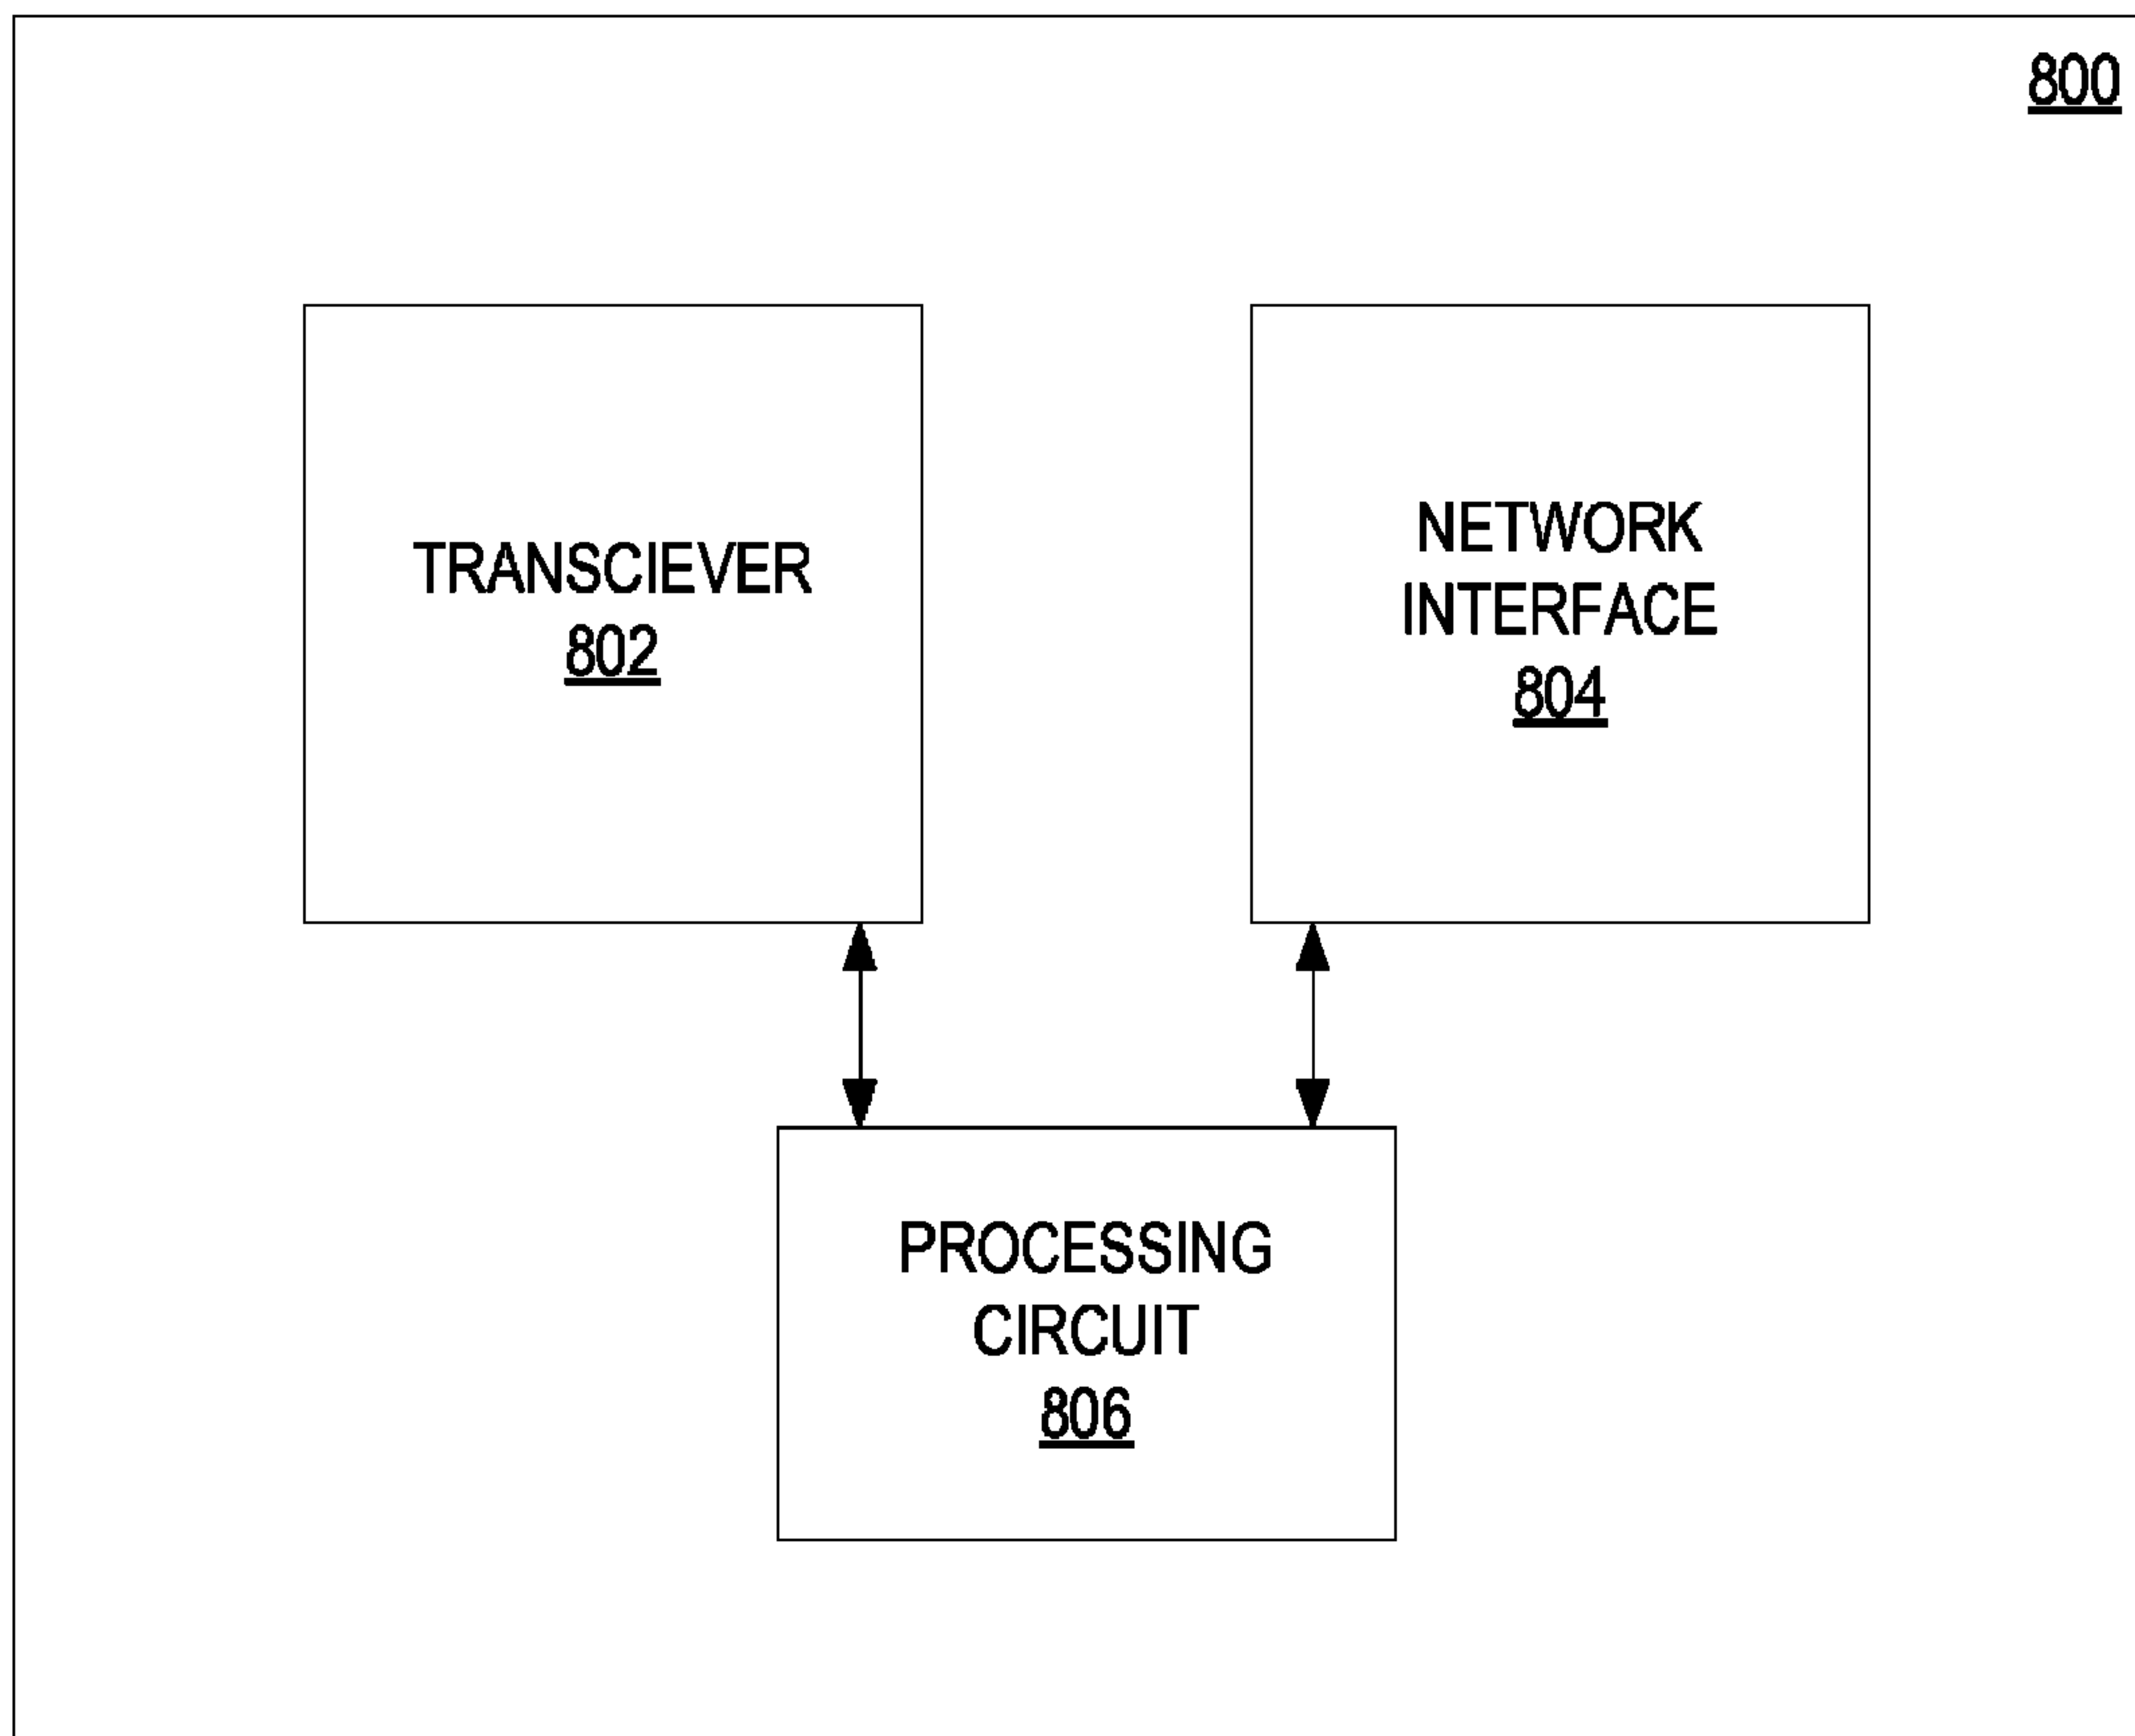 800
TRANSCIEVER
802
NETWORK
INTERFACE
804
PROCESSING
CIRCUIT
806